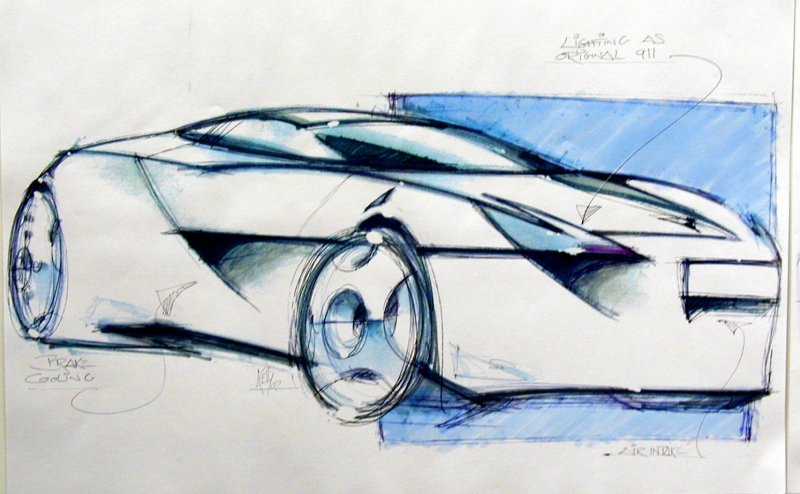 LIGHTING AS
ORIGINAL 911
BRAKE
COOLING
AIR INTAKE